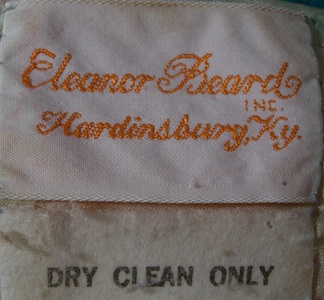 Eleanor Beard
INC.
Hardinsburg, Ky.
DRY CLEAN ONLY